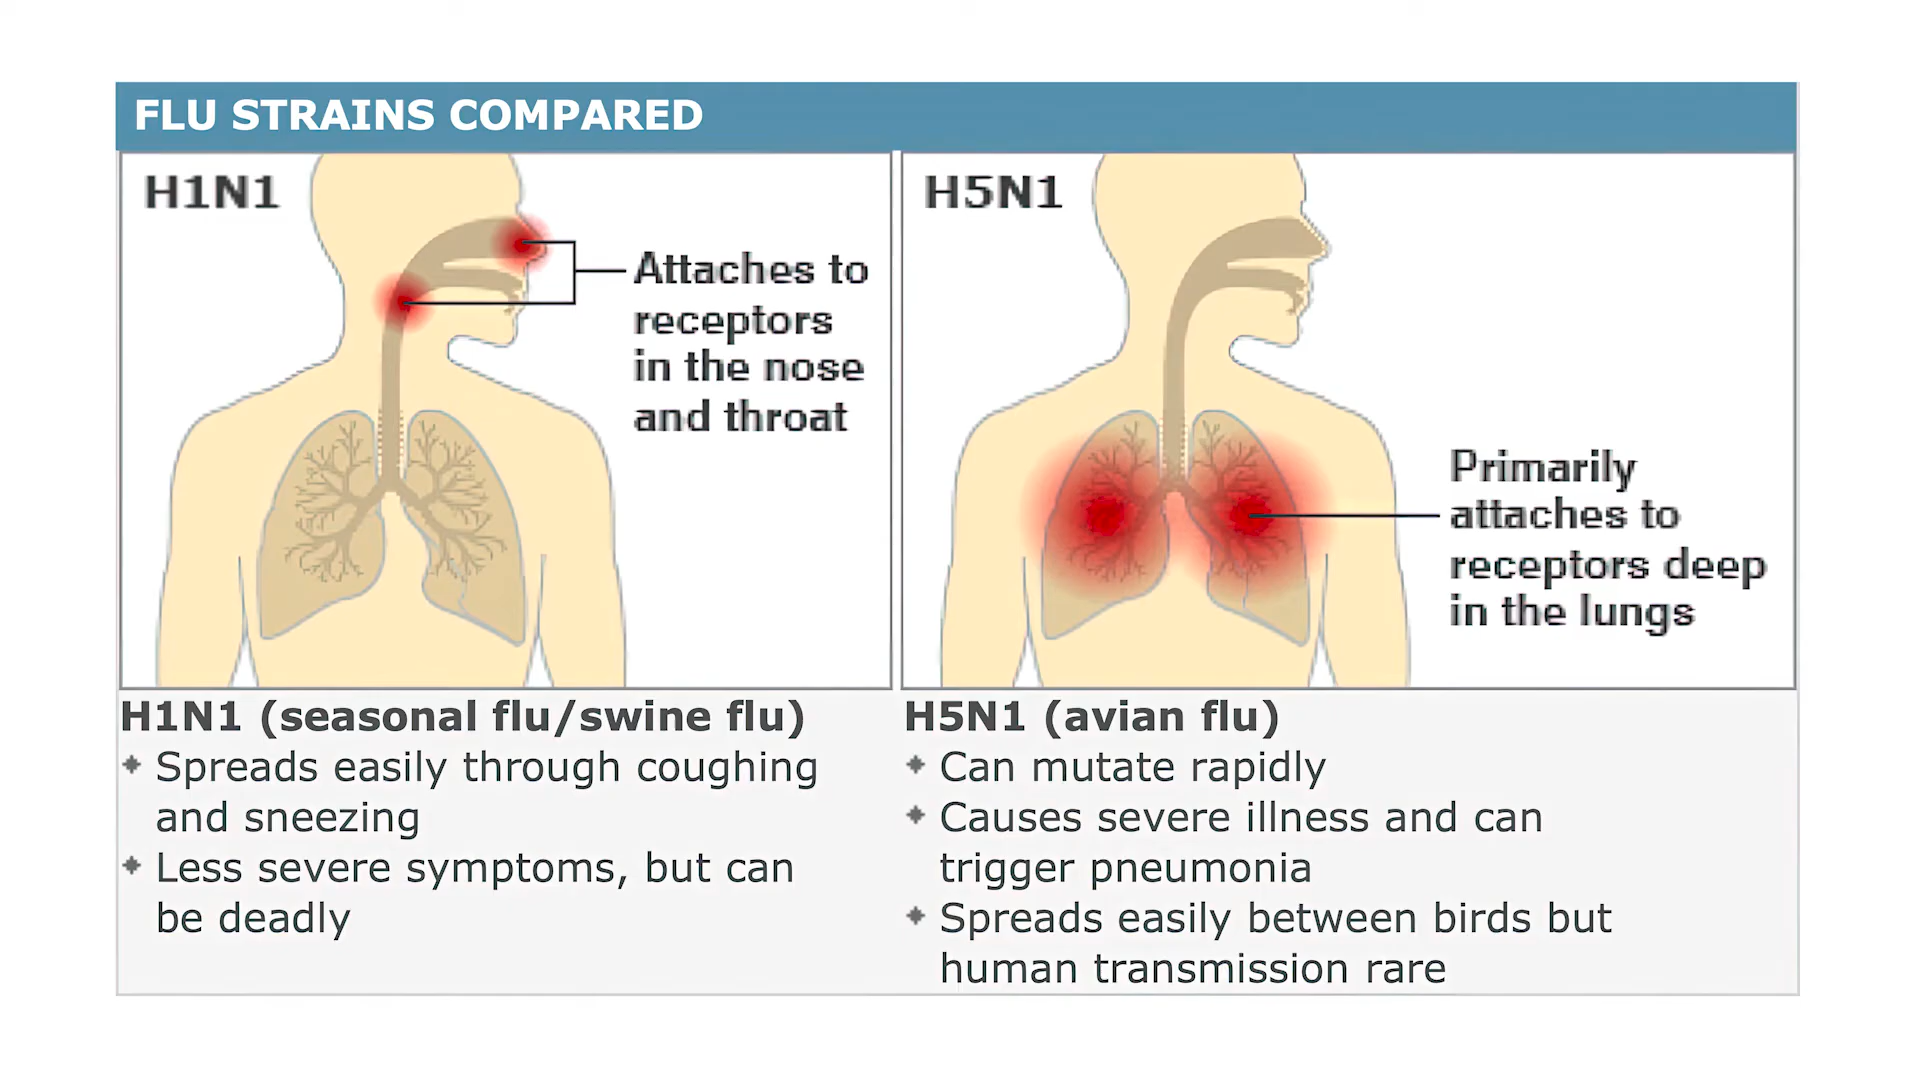 FLU STRAINS COMPARED
H1N1
Attaches to
receptors
in the nose
and throat
H5N1
Primarily
attaches to
receptors deep
in the lungs
H1N1 (seasonal flu/swine flu)
Spreads easily through coughing
and sneezing
Less severe symptoms, but can
be deadly
H5N1 (avian flu)
Can mutate rapidly
Causes severe illness and can
trigger pneumonia
Spreads easily between birds but
human transmission rare